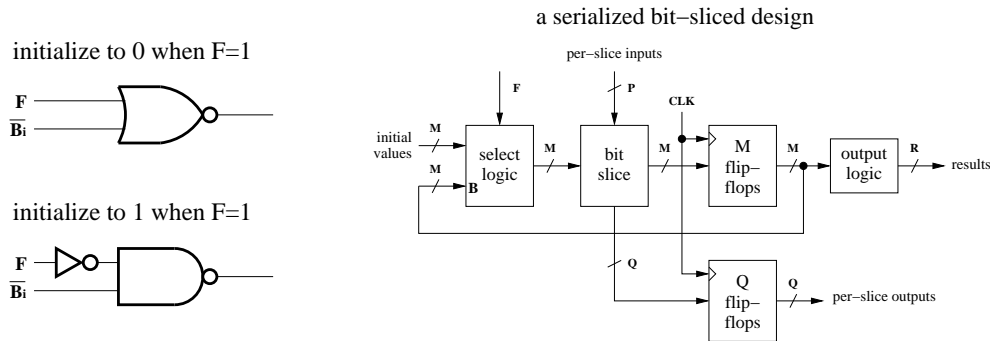 a serialized bit−sliced design
initialize to 0 when F=1
F
Bi
initialize to 1 when F=1
F
Bi
per−slice inputs
F
P
CLK
initial
values
M
M
B
select
logic
M
bit
slice
M
M
flip−
flops
M
output
logic
R
results
Q
Q
flip−
flops
Q
per−slice outputs